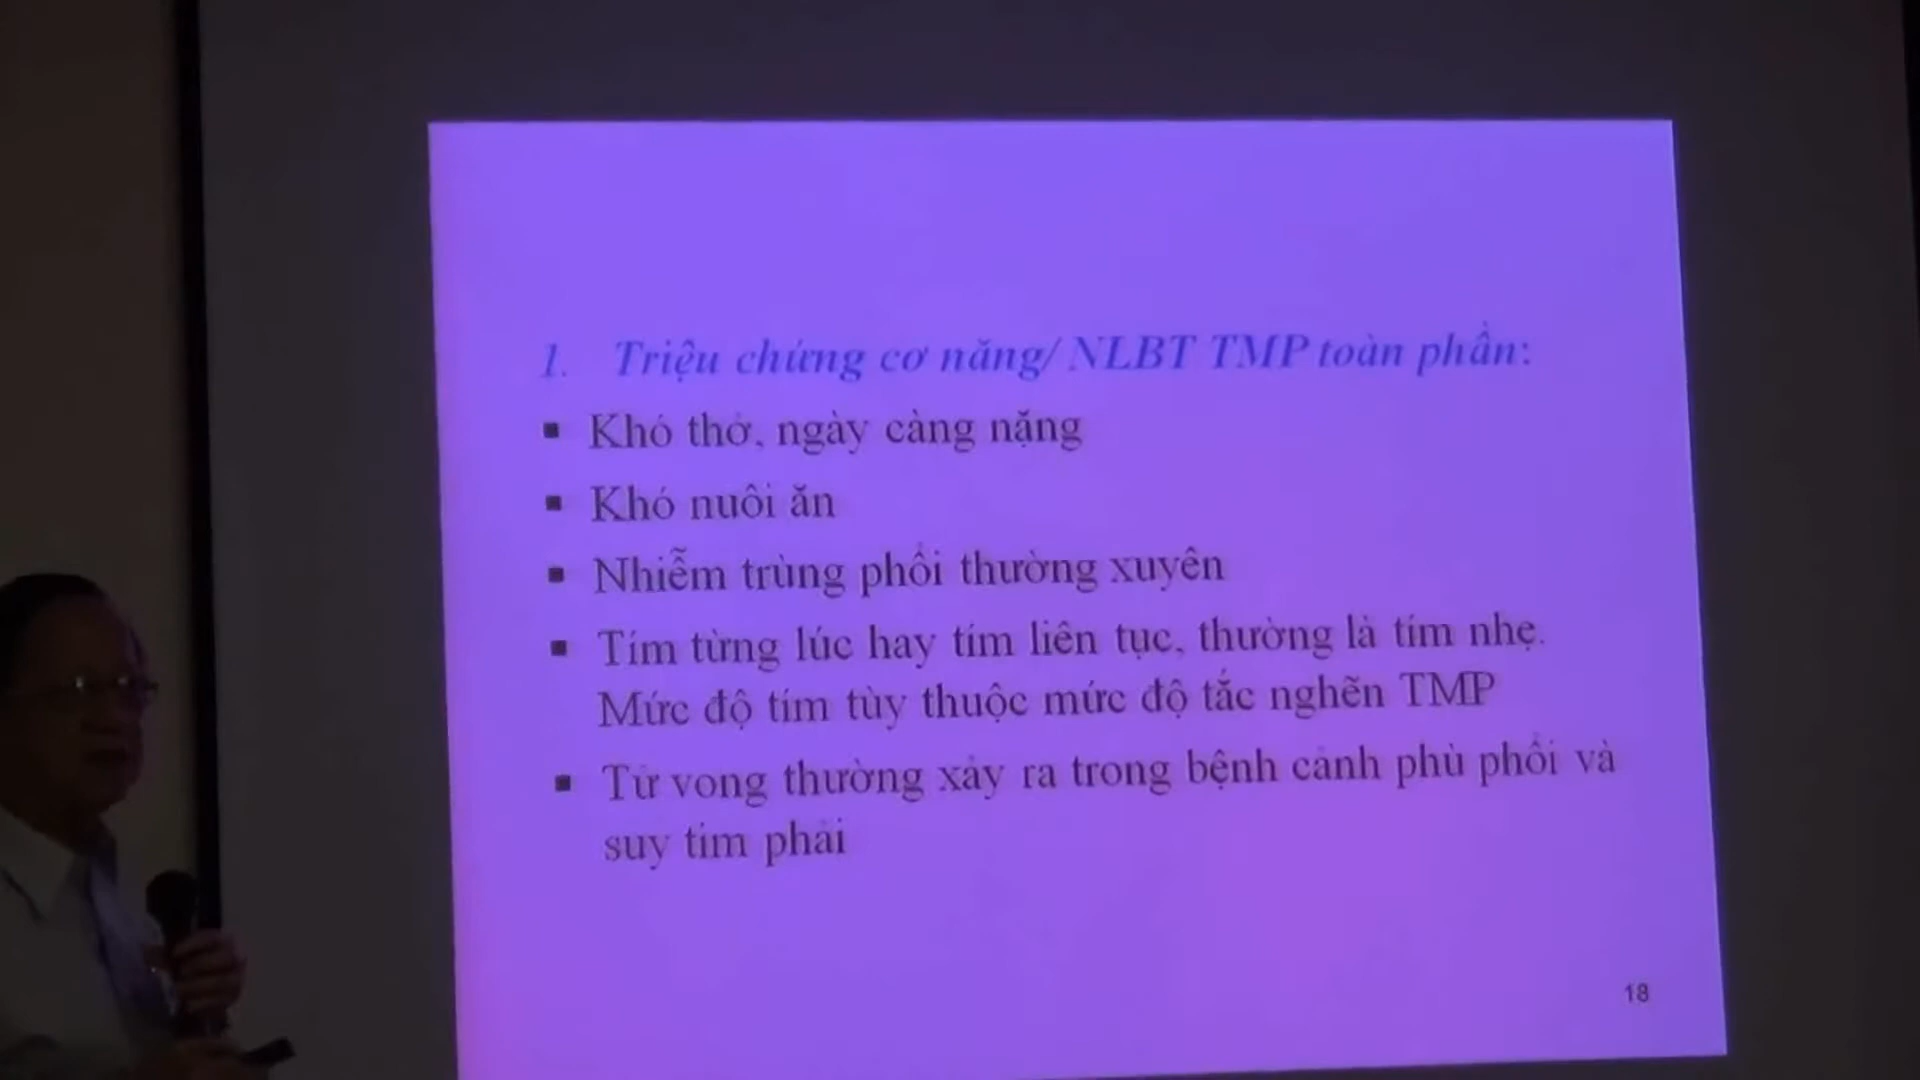 1. Triệu chứng cơ năng/ NLBT TMP toàn phần:
▪ Khó thở, ngày càng nặng
▪ Khó nuôi ăn
▪ Nhiễm trùng phổi thường xuyên
▪ Tím từng lúc hay tím liên tục, thường là tím nhẹ.
Mức độ tím tùy thuộc mức độ tắc nghẽn TMP
▪ Tử vong thường xảy ra trong bệnh cảnh phù phổi và
suy tim phải
18